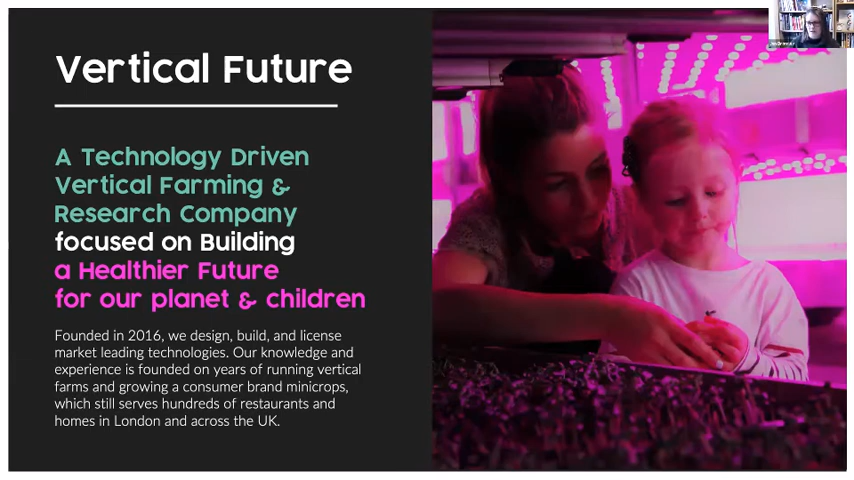 Vertical Future
A Technology Driven
Vertical Farming &
Research Company
focused on Building
a Healthier Future
for our planet & children
Founded in 2016, we design, build, and license
market leading technologies. Our knowledge and
experience is founded on years of running vertical
farms and growing a consumer brand minicrops,
which still serves hundreds of restaurants and
homes in London and across the UK.